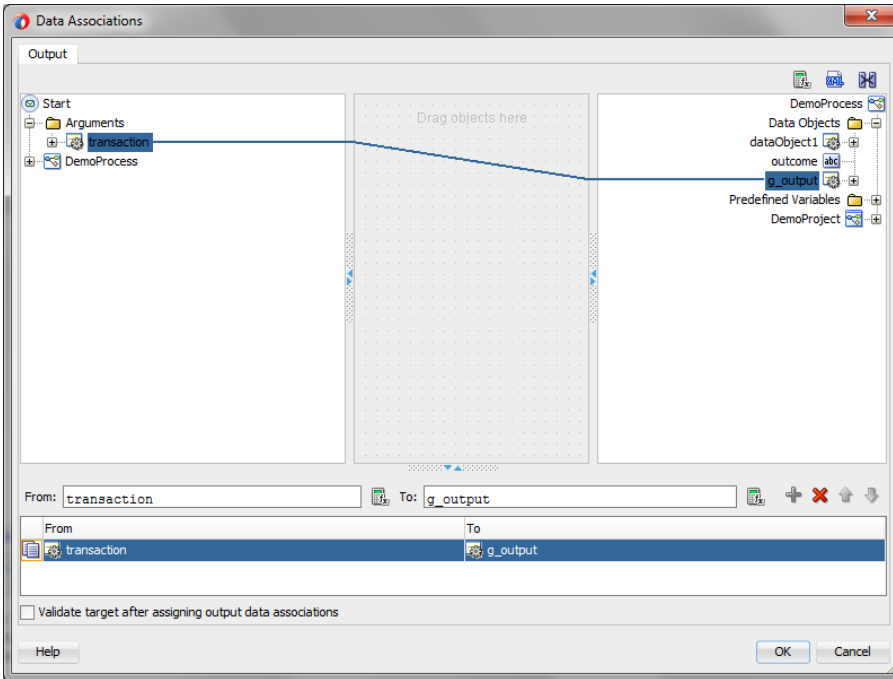 Data Associations
Output
Start
Arguments
transaction
DemoProcess
Drag objects here
DemoProcess
Data Objects
dataObject1
outcome abc
g_output
Predefined Variables
DemoProject
From: transaction To: g_output
From To
transaction g_output
Validate target after assigning output data associations
Help OK Cancel